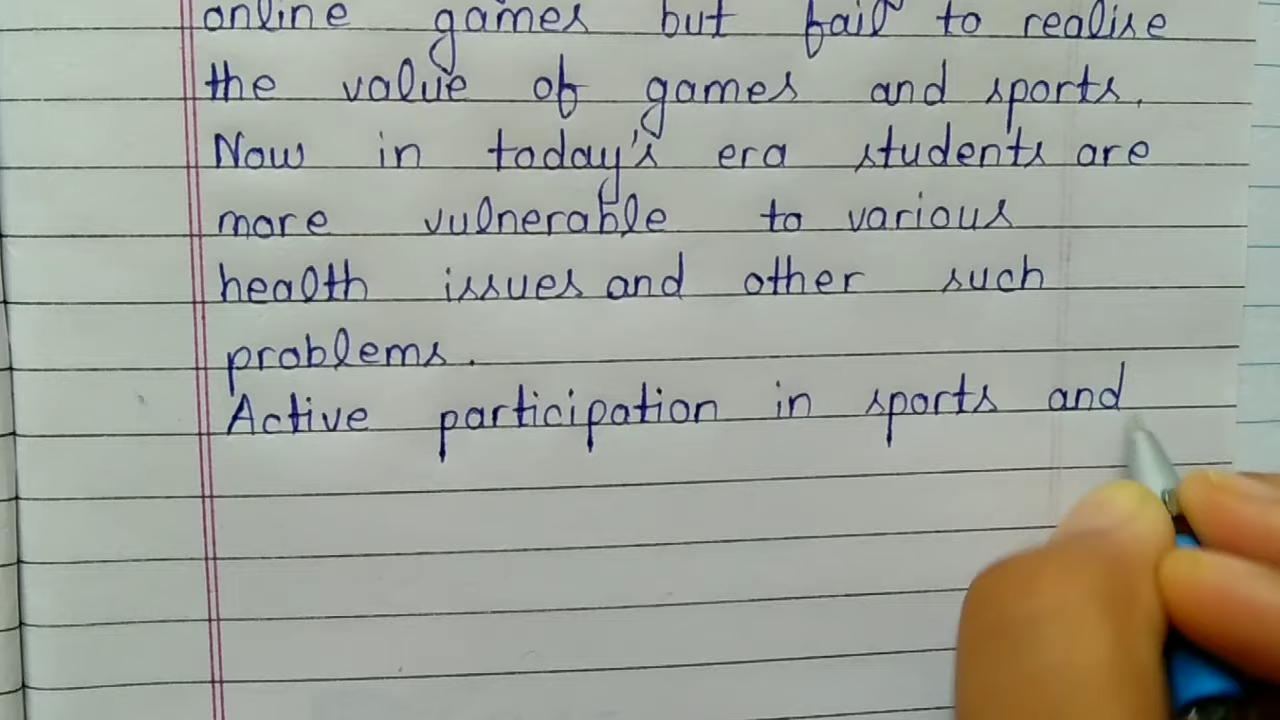 online games but fail to realise
the value of games and sports.
Now in today's era students are
more vulnerable to various
health issues and other such
problems.
Active participation in sports and